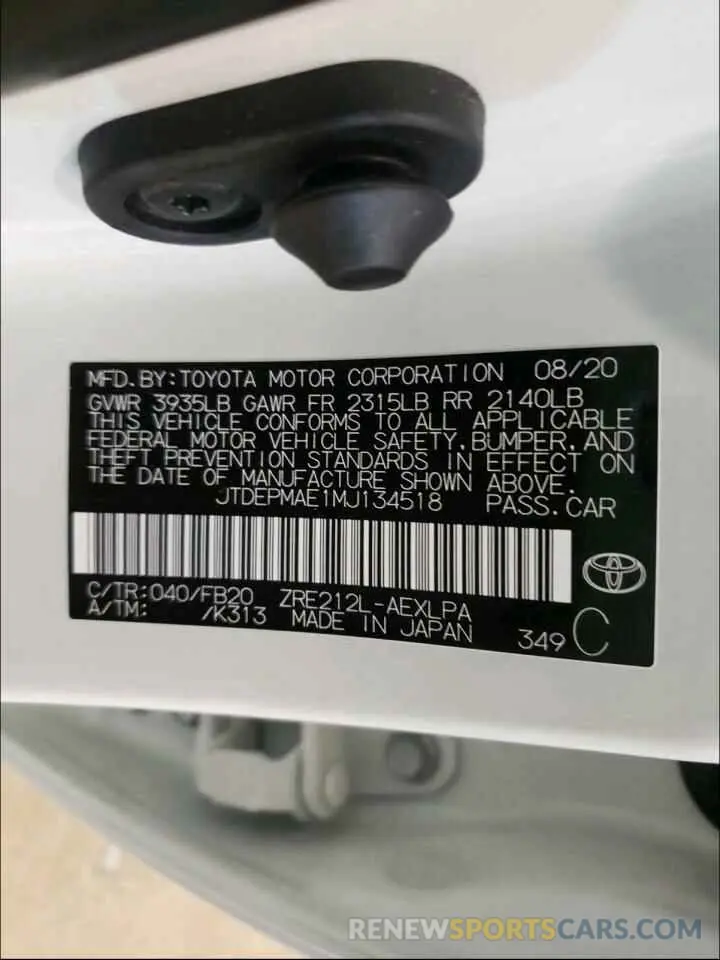 MFD.BY:TOYOTA MOTOR CORPORATION 08/20
GVWR 3935LB GAWR FR 2315LB RR 2140LB
THIS VEHICLE CONFORMS TO ALL APPLICABLE
FEDERAL MOTOR VEHICLE SAFETY.BUMPER.AND
THEFT PREVENTION STANDARDS IN EFFECT ON
THE DATE OF MANUFACTURE SHOWN ABOVE.
JTDEPMAE1MJ134518 PASS.CAR
C/TR:040/FB20 ZRE212L-AEXLPA
A/TM: /K313 MADE IN JAPAN 349 C
RENEWSPORTSCARS.COM